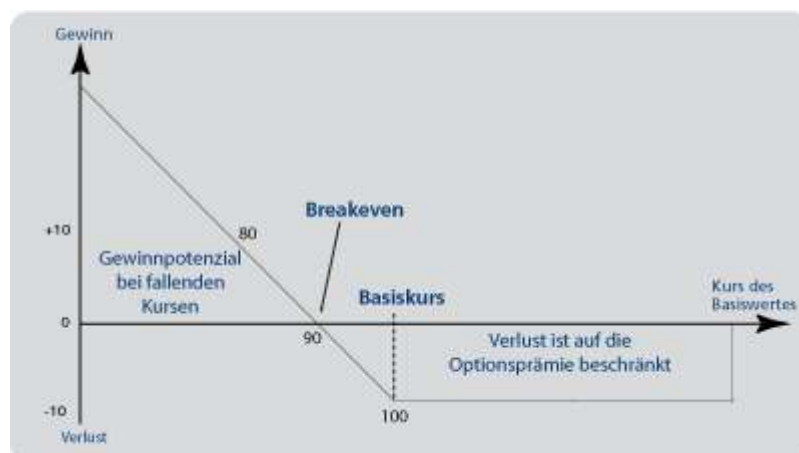 Gewinn
Breakeven
+10
80
Gewinnpotenzial
bei fallenden
Kursen
Basiskurs
Kurs des
Basiswertes
0
90
Verlust ist auf die
Optionsprämie beschränkt
-10
100
Verlust